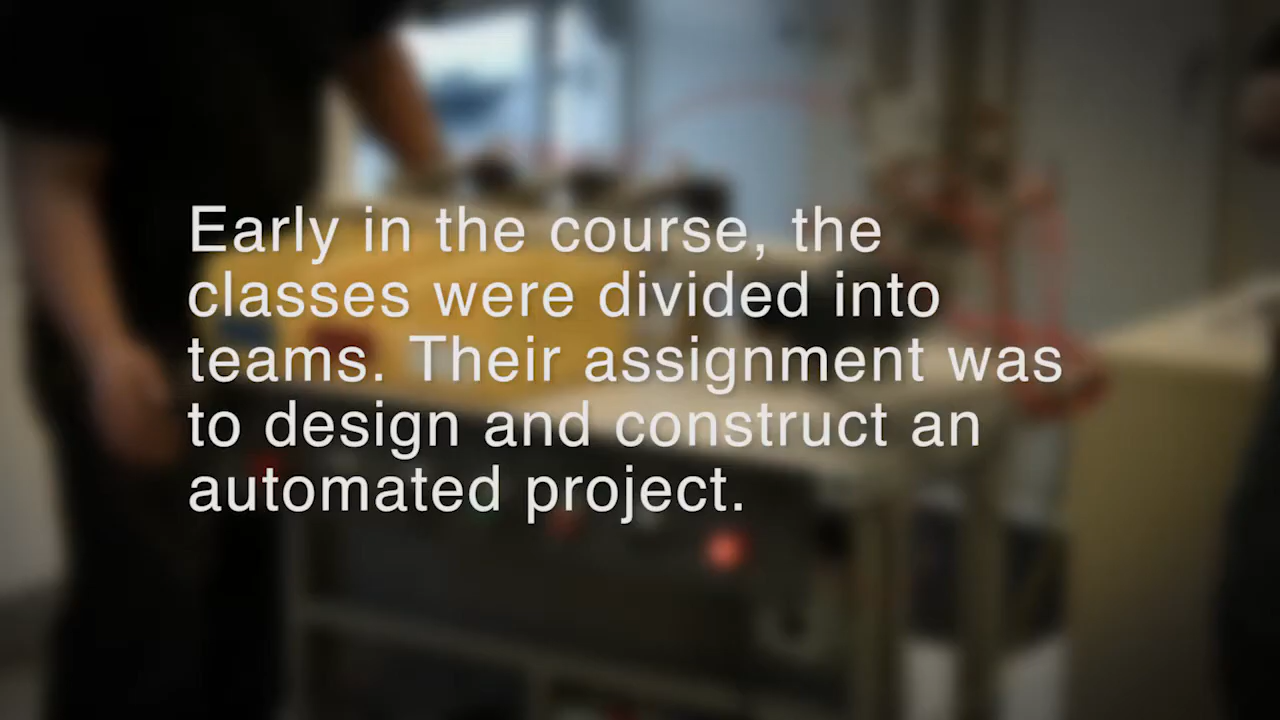 Early in the course, the
classes were divided into
teams. Their assignment was
to design and construct an
automated project.